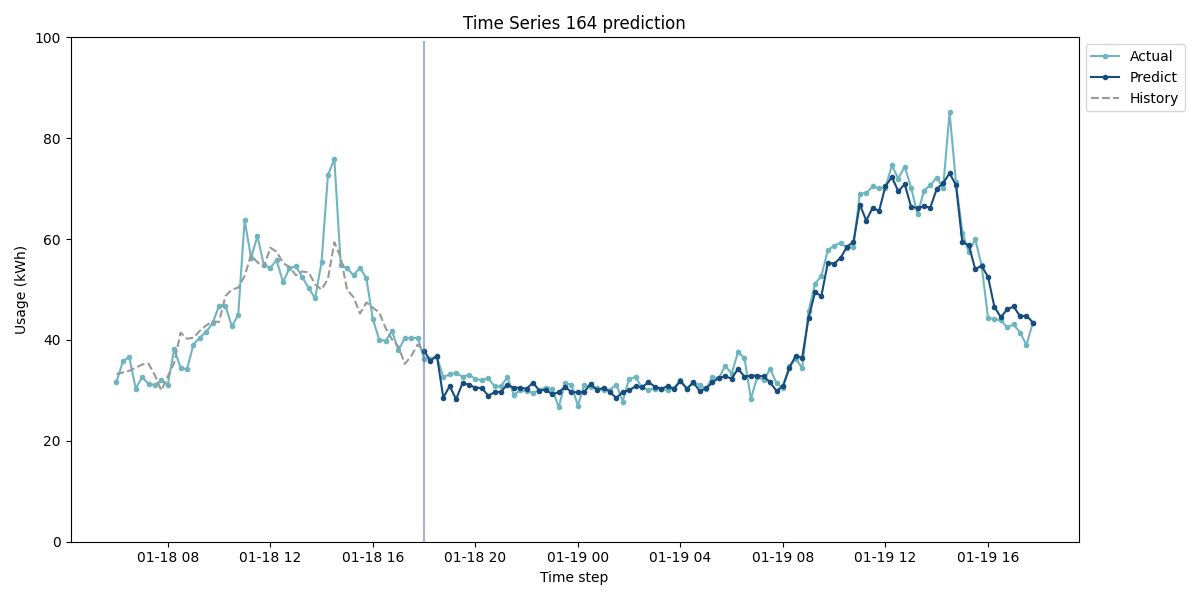 Time Series 164 prediction
100
80
60
40
20
0
Usage (kWh)
01-18 08
01-18 12
01-18 16
01-18 20
01-19 00
01-19 04
01-19 08
01-19 12
01-19 16
Time step
Actual
Predict
History